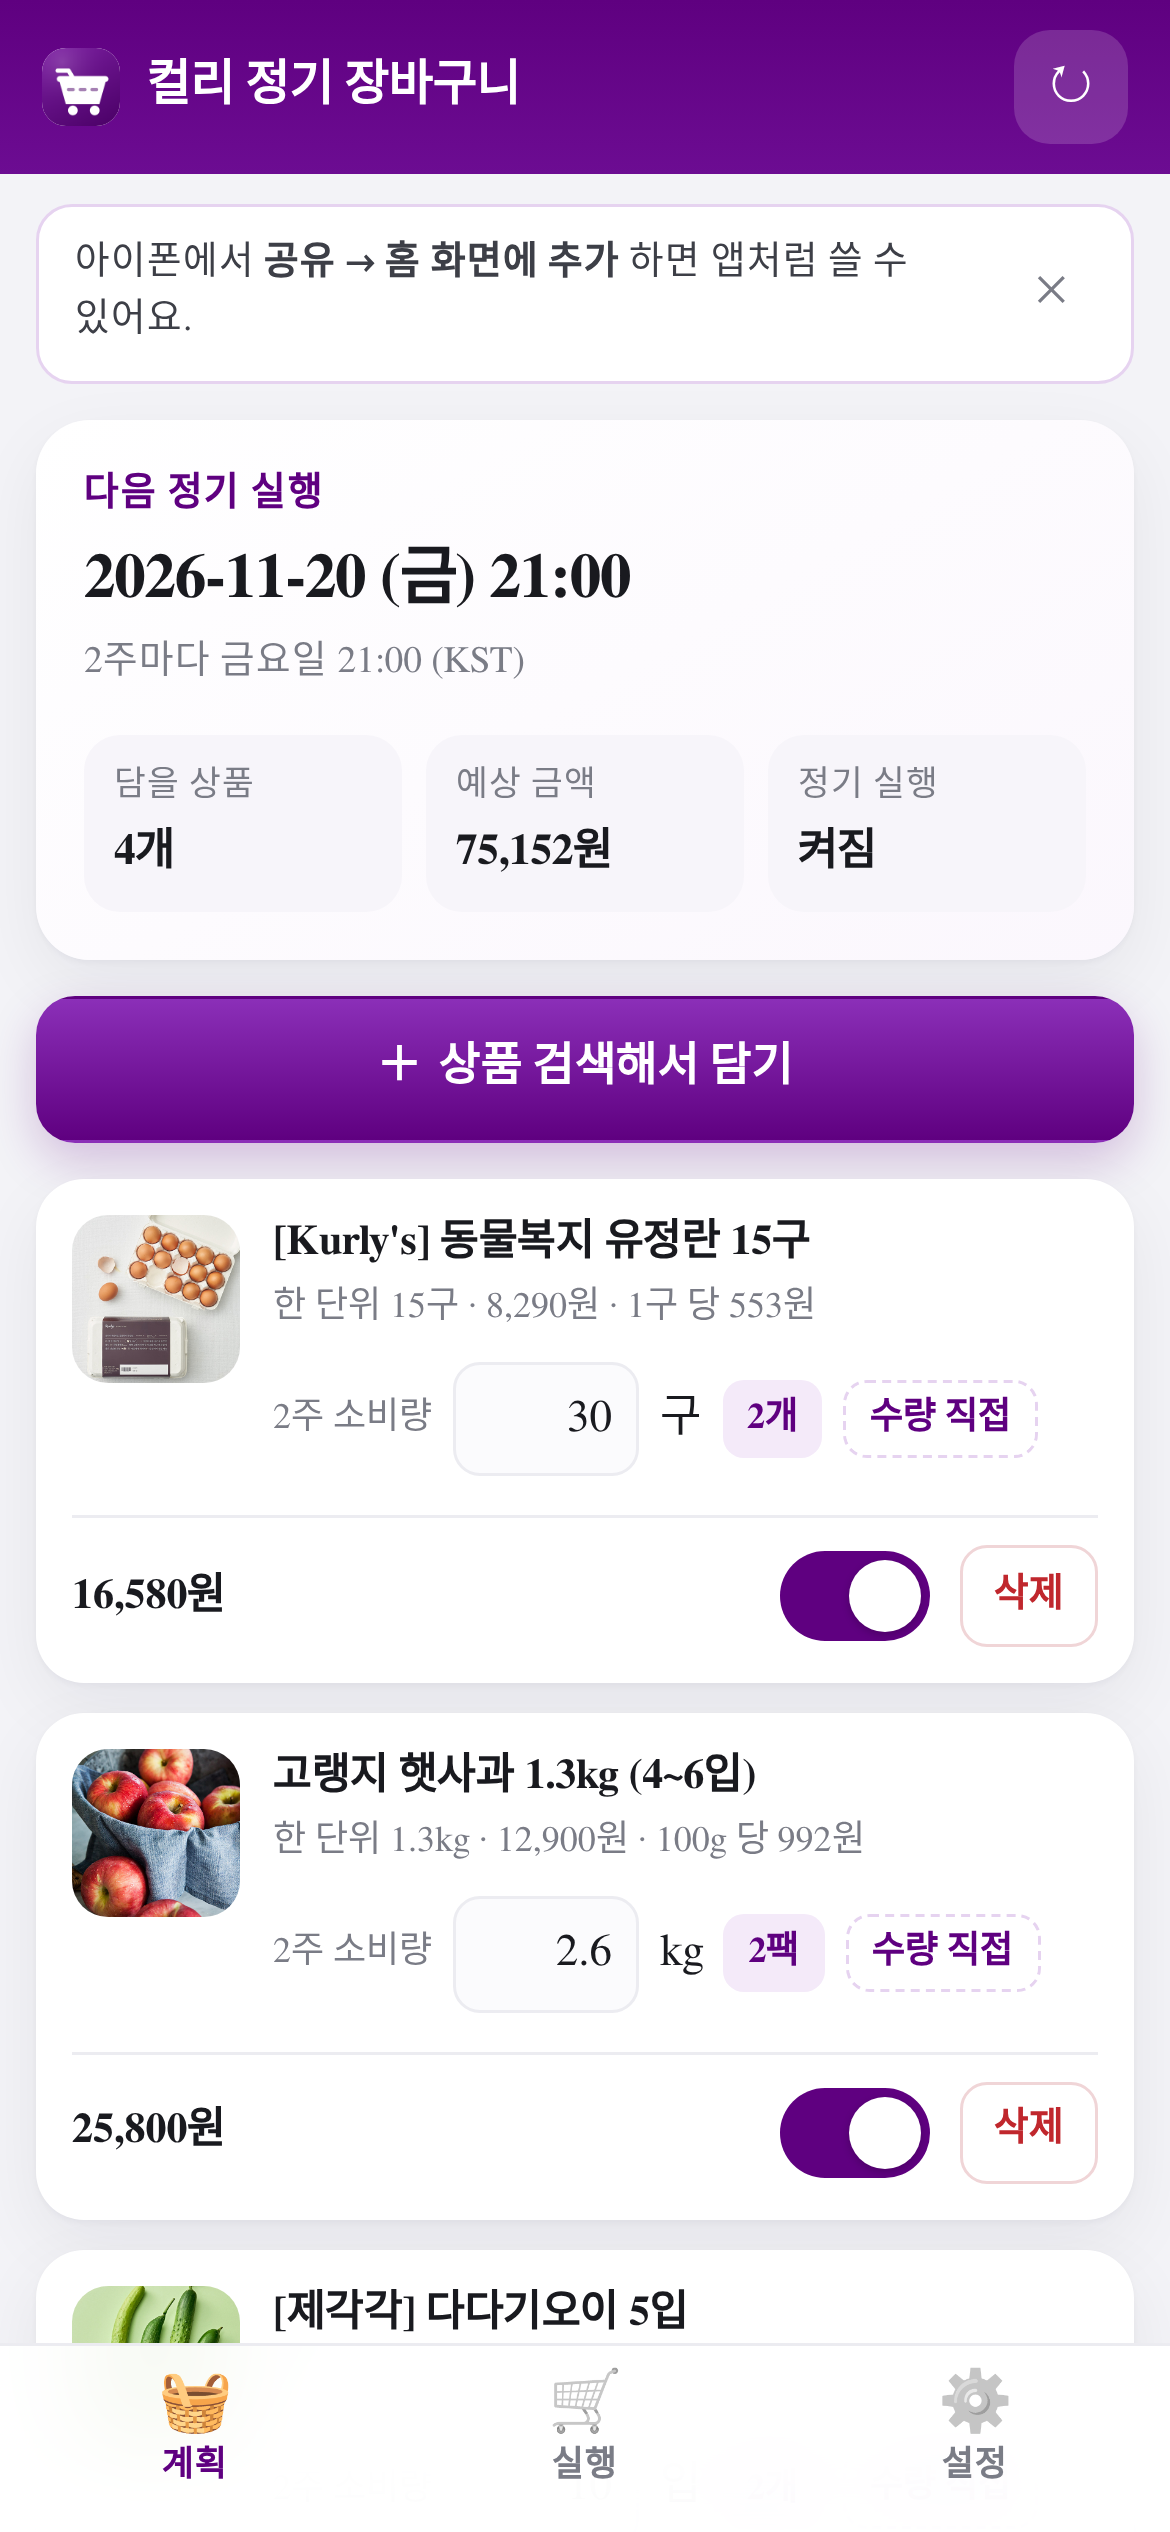 컬리 정기 장바구니
아이폰에서 공유 → 홈 화면에 추가 하면 앱처럼 쓸 수
있어요.
다음 정기 실행
2026-11-20 (금) 21:00
2주마다 금요일 21:00 (KST)
담을 상품
4개
예상 금액
75,152원
정기 실행
켜짐
+ 상품 검색해서 담기
[Kurly's] 동물복지 유정란 15구
한 단위 15구 · 8,290원 · 1구 당 553원
2주 소비량 30 구 2개 수량 직접
16,580원 삭제
고랭지 햇사과 1.3kg (4~6입)
한 단위 1.3kg · 12,900원 · 100g 당 992원
2주 소비량 2.6 kg 2팩 수량 직접
25,800원 삭제
[제각각] 다다기오이 5입
계획 실행 설정